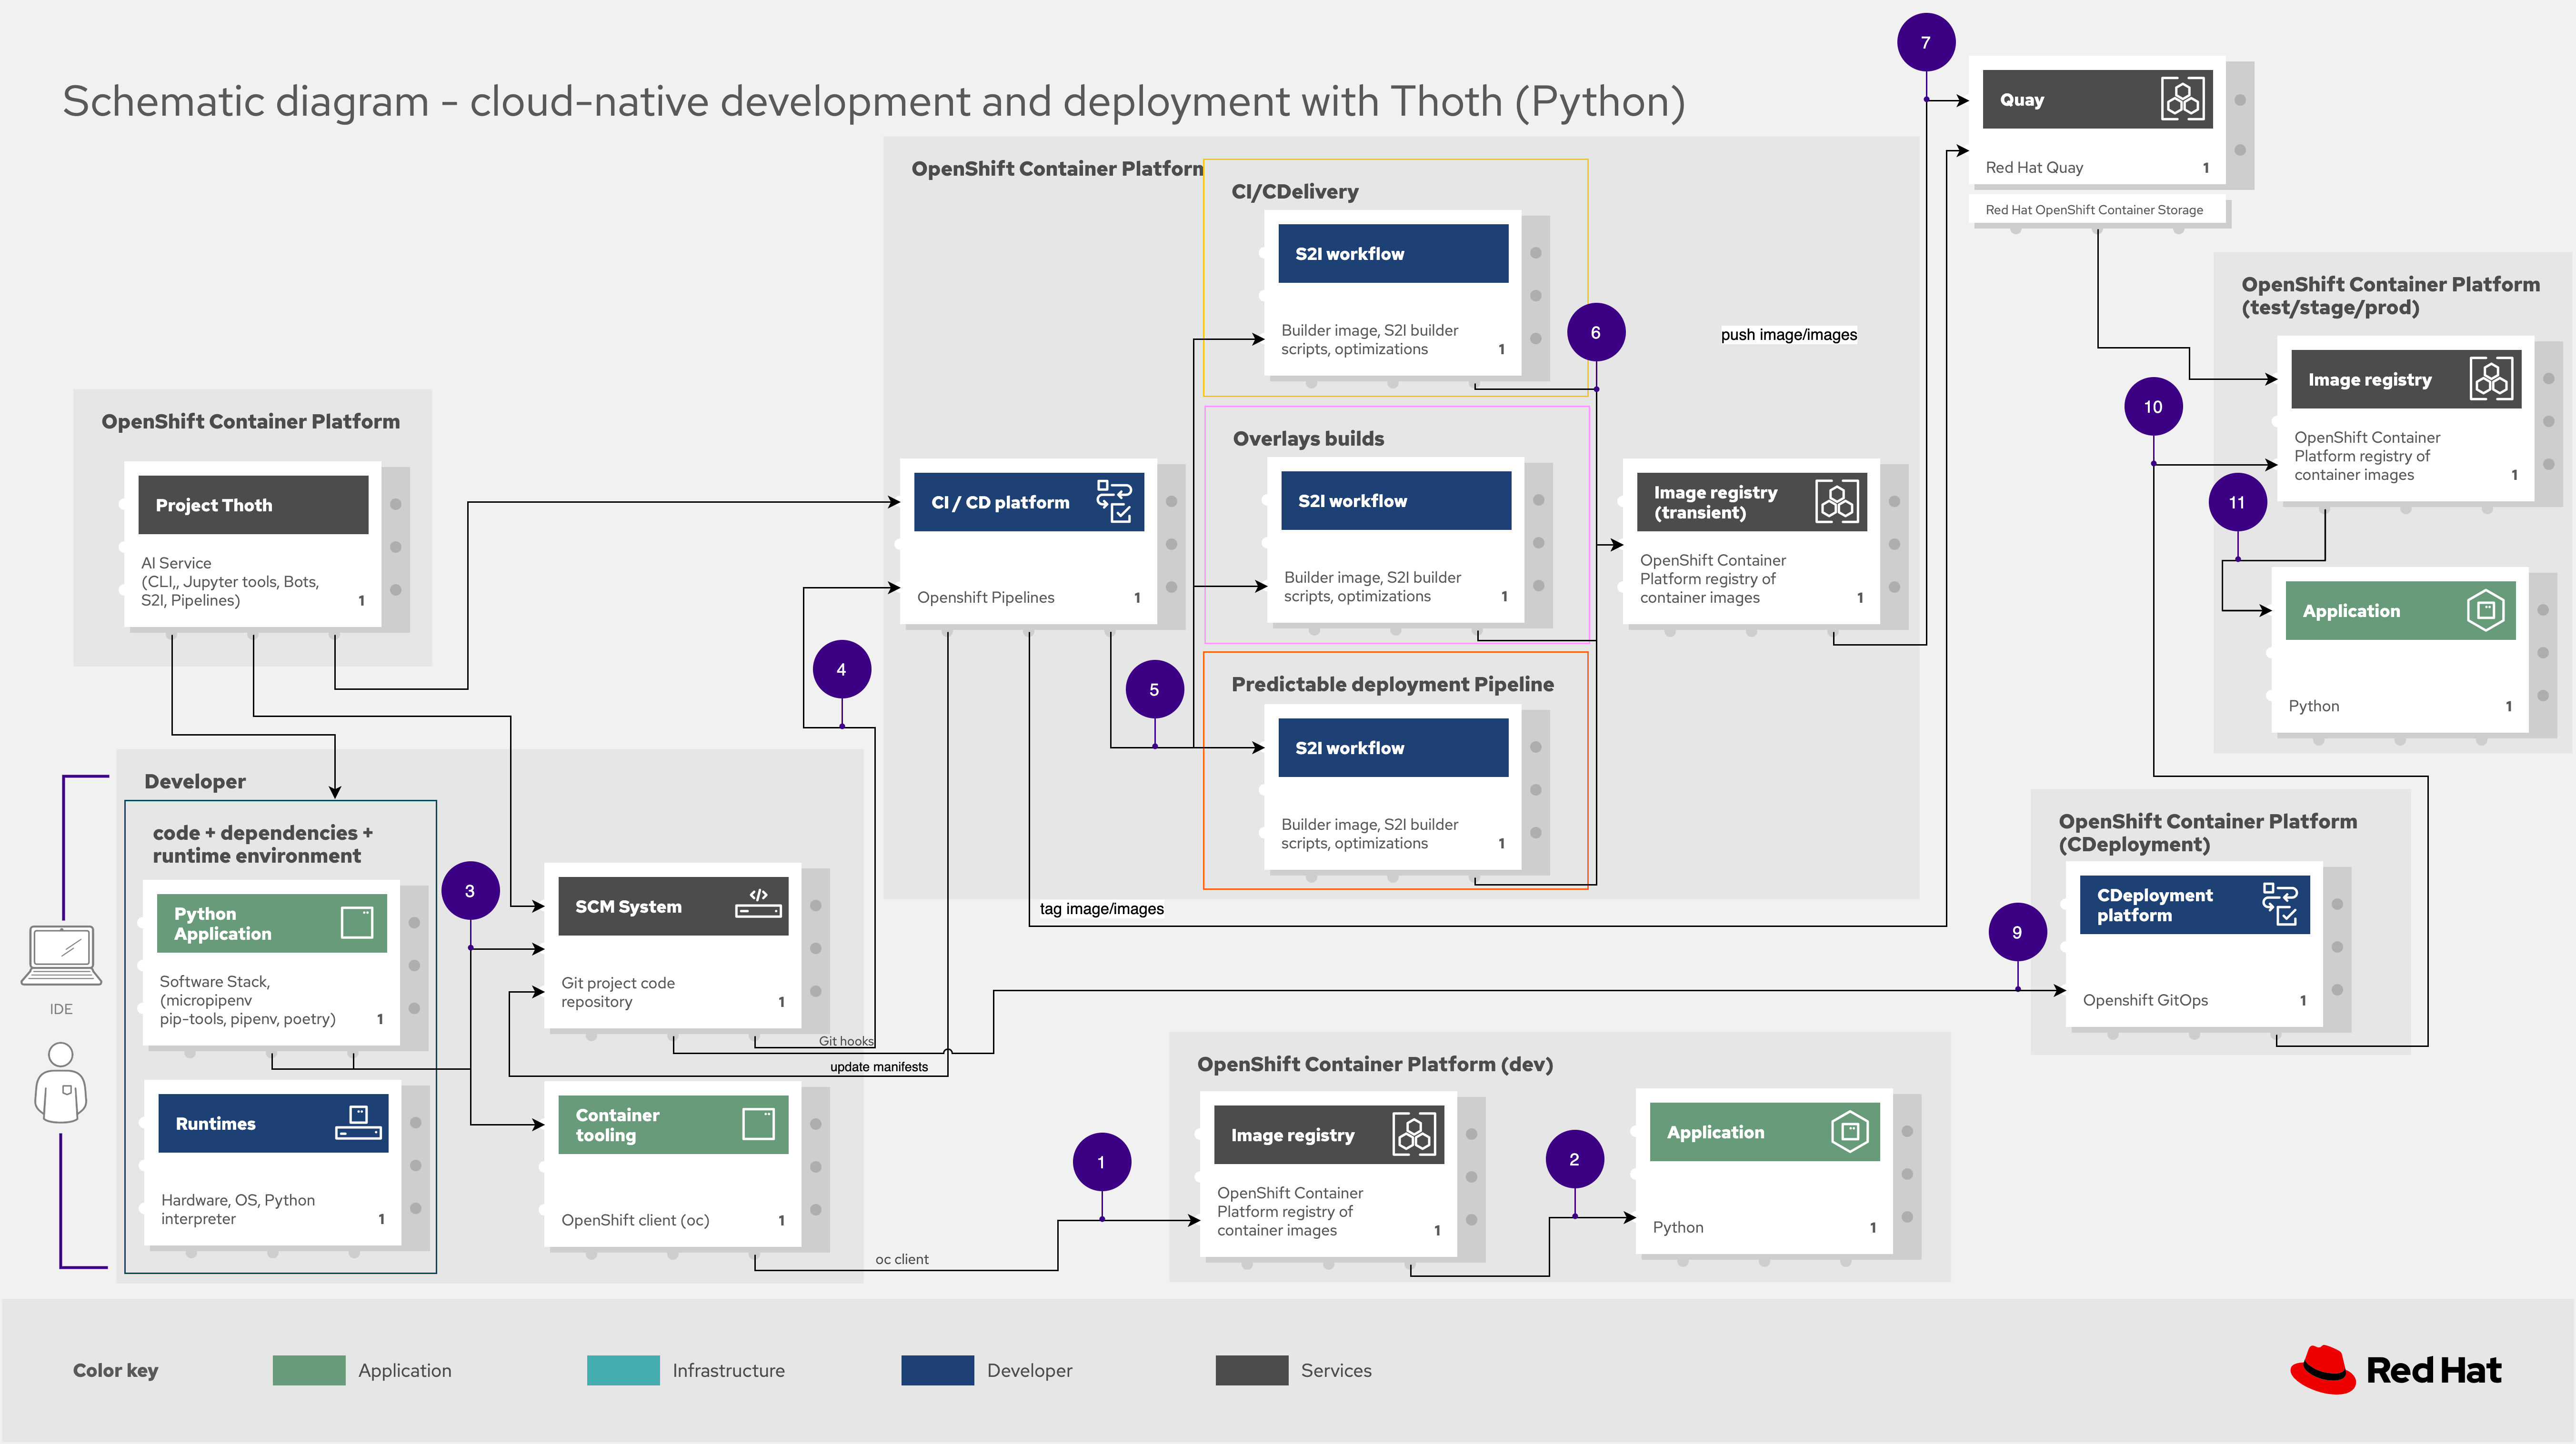 Schematic diagram - cloud-native development and deployment with Thoth (Python)
7
Quay
Red Hat Quay
1
Red Hat OpenShift Container Storage
OpenShift Container Platform
CI/CDelivery
S2I workflow
Builder image, S2I builder
scripts, optimizations
1
6
push image/images
OpenShift Container Platform
(test/stage/prod)
Image registry
OpenShift Container
Platform registry of
container images
1
10
11
Application
Python
1
OpenShift Container Platform
Project Thoth
AI Service
(CLI,, Jupyter tools, Bots,
S2I, Pipelines)
1
CI / CD platform
Openshift Pipelines
1
Overlays builds
S2I workflow
Builder image, S2I builder
scripts, optimizations
1
Image registry
(transient)
OpenShift Container
Platform registry of
container images
1
4
5
Predictable deployment Pipeline
S2I workflow
Builder image, S2I builder
scripts, optimizations
1
tag image/images
Developer
code + dependencies +
runtime environment
3
Python
Application
Software Stack,
(micropipenv
pip-tools, pipenv, poetry)
1
SCM System
Git project code
repository
1
Git hooks
update manifests
IDE
Runtimes
Hardware, OS, Python
interpreter
1
Container
tooling
OpenShift client (oc)
1
oc client
1
OpenShift Container Platform (dev)
Image registry
OpenShift Container
Platform registry of
container images
1
2
Application
Python
1
9
OpenShift Container Platform
(CDeployment)
CDeployment
platform
Openshift GitOps
1
Color key
Application
Infrastructure
Developer
Services
Red Hat